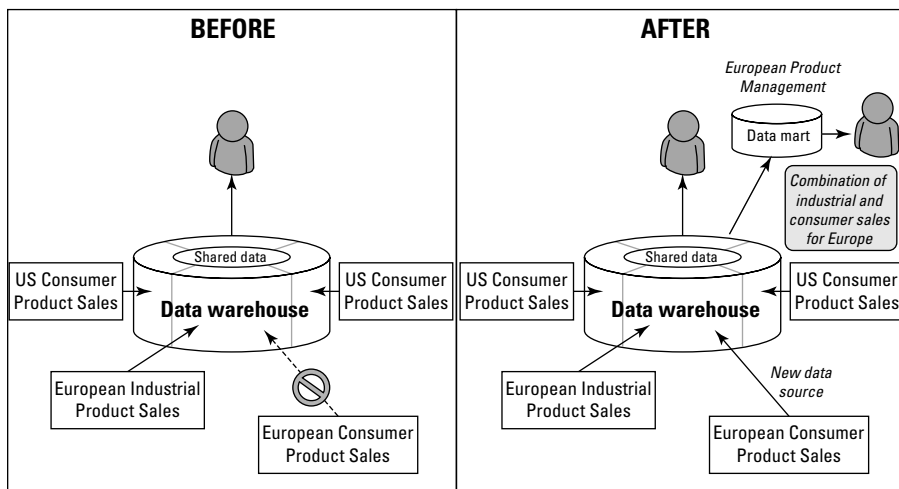 BEFORE
Shared data
US Consumer
Product Sales
Data warehouse
US Consumer
Product Sales
European Industrial
Product Sales
European Consumer
Product Sales
AFTER
European Product
Management
Data mart
Combination of
industrial and
consumer sales
for Europe
Shared data
US Consumer
Product Sales
Data warehouse
US Consumer
Product Sales
European Industrial
Product Sales
New data
source
European Consumer
Product Sales